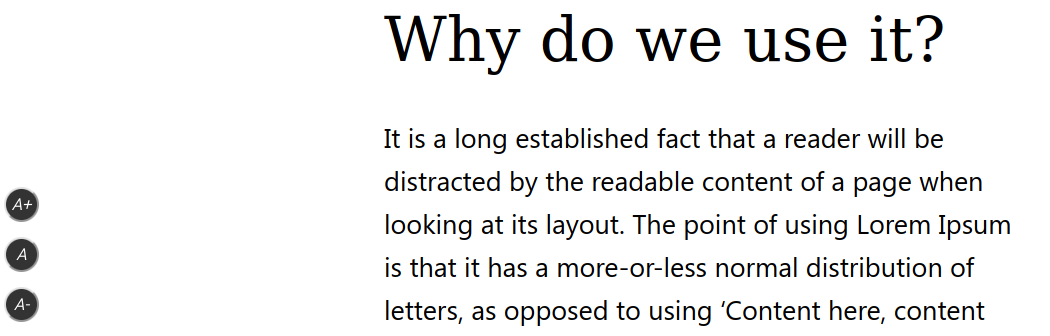 Why do we use it?
It is a long established fact that a reader will be
distracted by the readable content of a page when
looking at its layout. The point of using Lorem Ipsum
is that it has a more-or-less normal distribution of
letters, as opposed to using ‘Content here, content
A+
A
A-